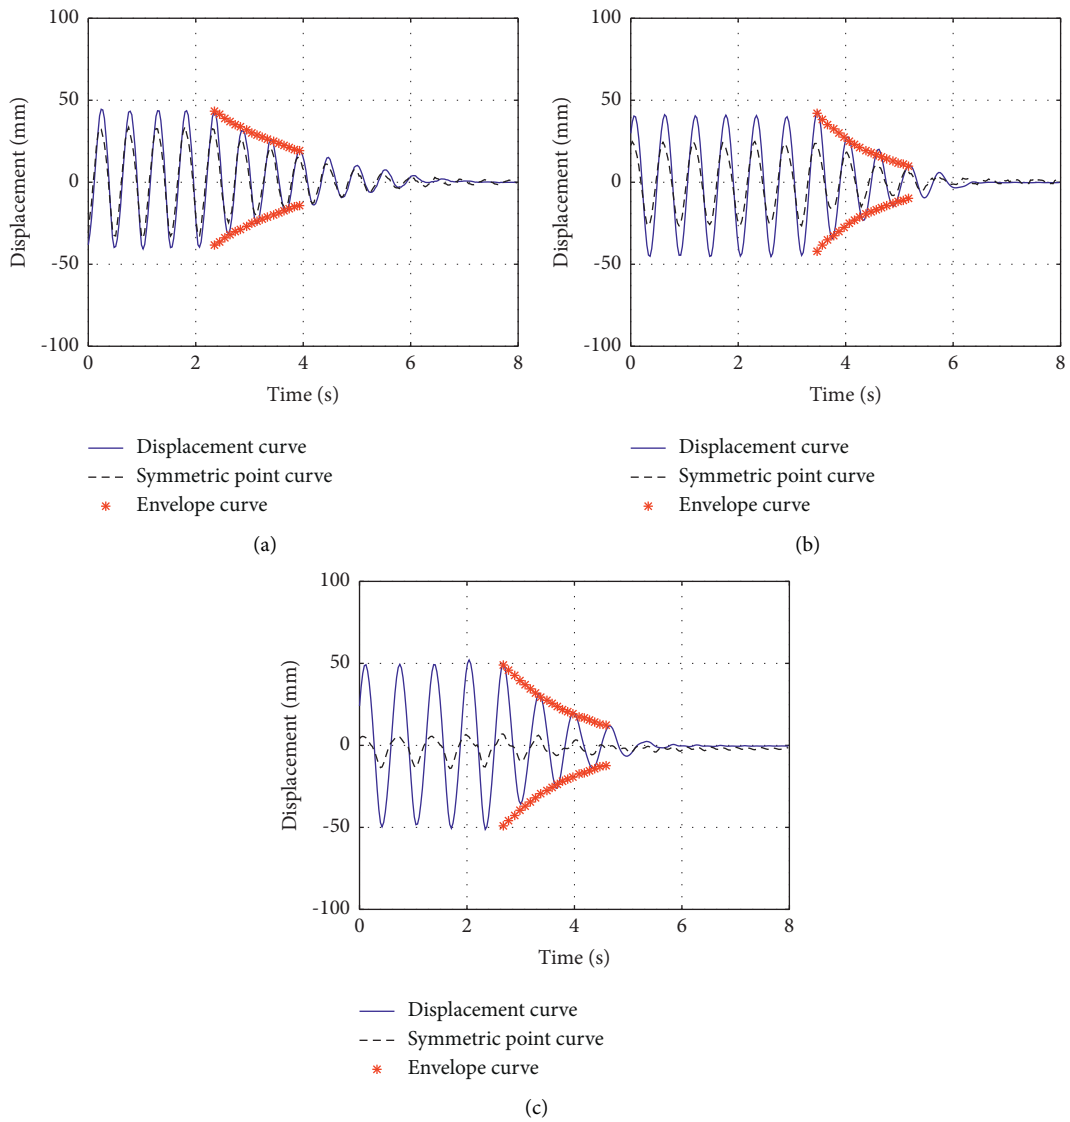 100
50
0
-50
-100
Displacement (mm)
0 2 4 6 8
Time (s)
Displacement curve
Symmetric point curve
Envelope curve
(a)
100
50
0
-50
-100
Displacement (mm)
0 2 4 6 8
Time (s)
Displacement curve
Symmetric point curve
Envelope curve
(b)
100
50
0
-50
-100
Displacement (mm)
0 2 4 6 8
Time (s)
Displacement curve
Symmetric point curve
Envelope curve
(c)